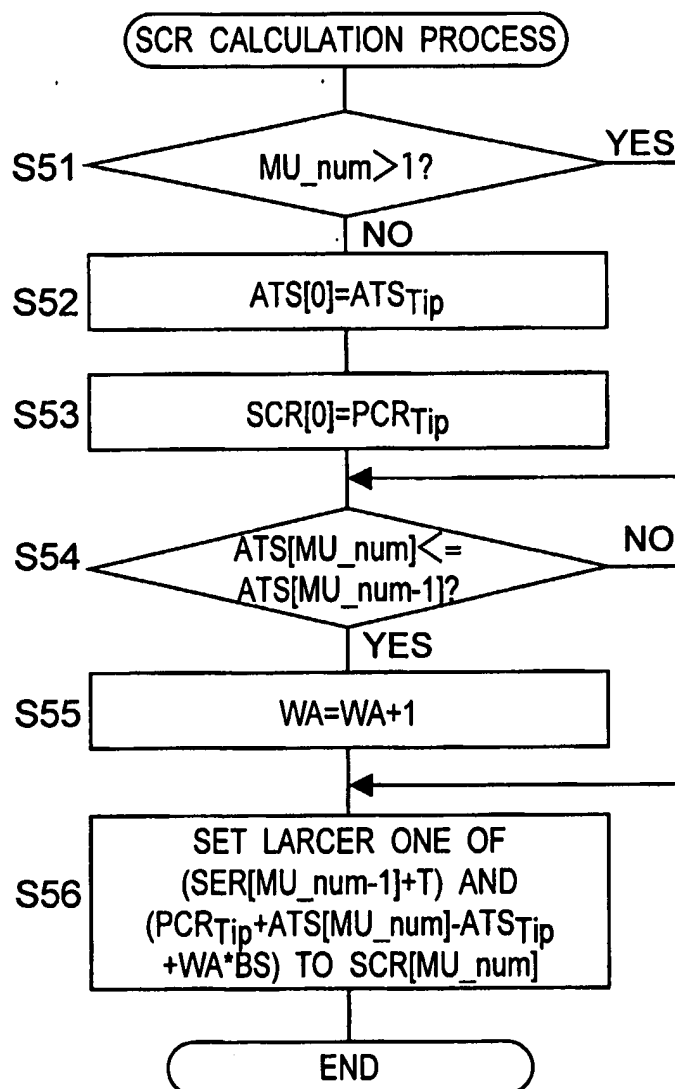 SCR CALCULATION PROCESS
S51
MU_num>1?
YES
NO
S52
ATS[0]=ATSTip
S53
SCR[0]=PCRTip
S54
ATS[MU_num]<=
ATS[MU_num-1]?
NO
YES
S55
WA=WA+1
S56
SET LARCER ONE OF
(SER[MU_num-1]+T) AND
(PCRTip+ATS[MU_num]-ATSTip
+WA*BS) TO SCR[MU_num]
END